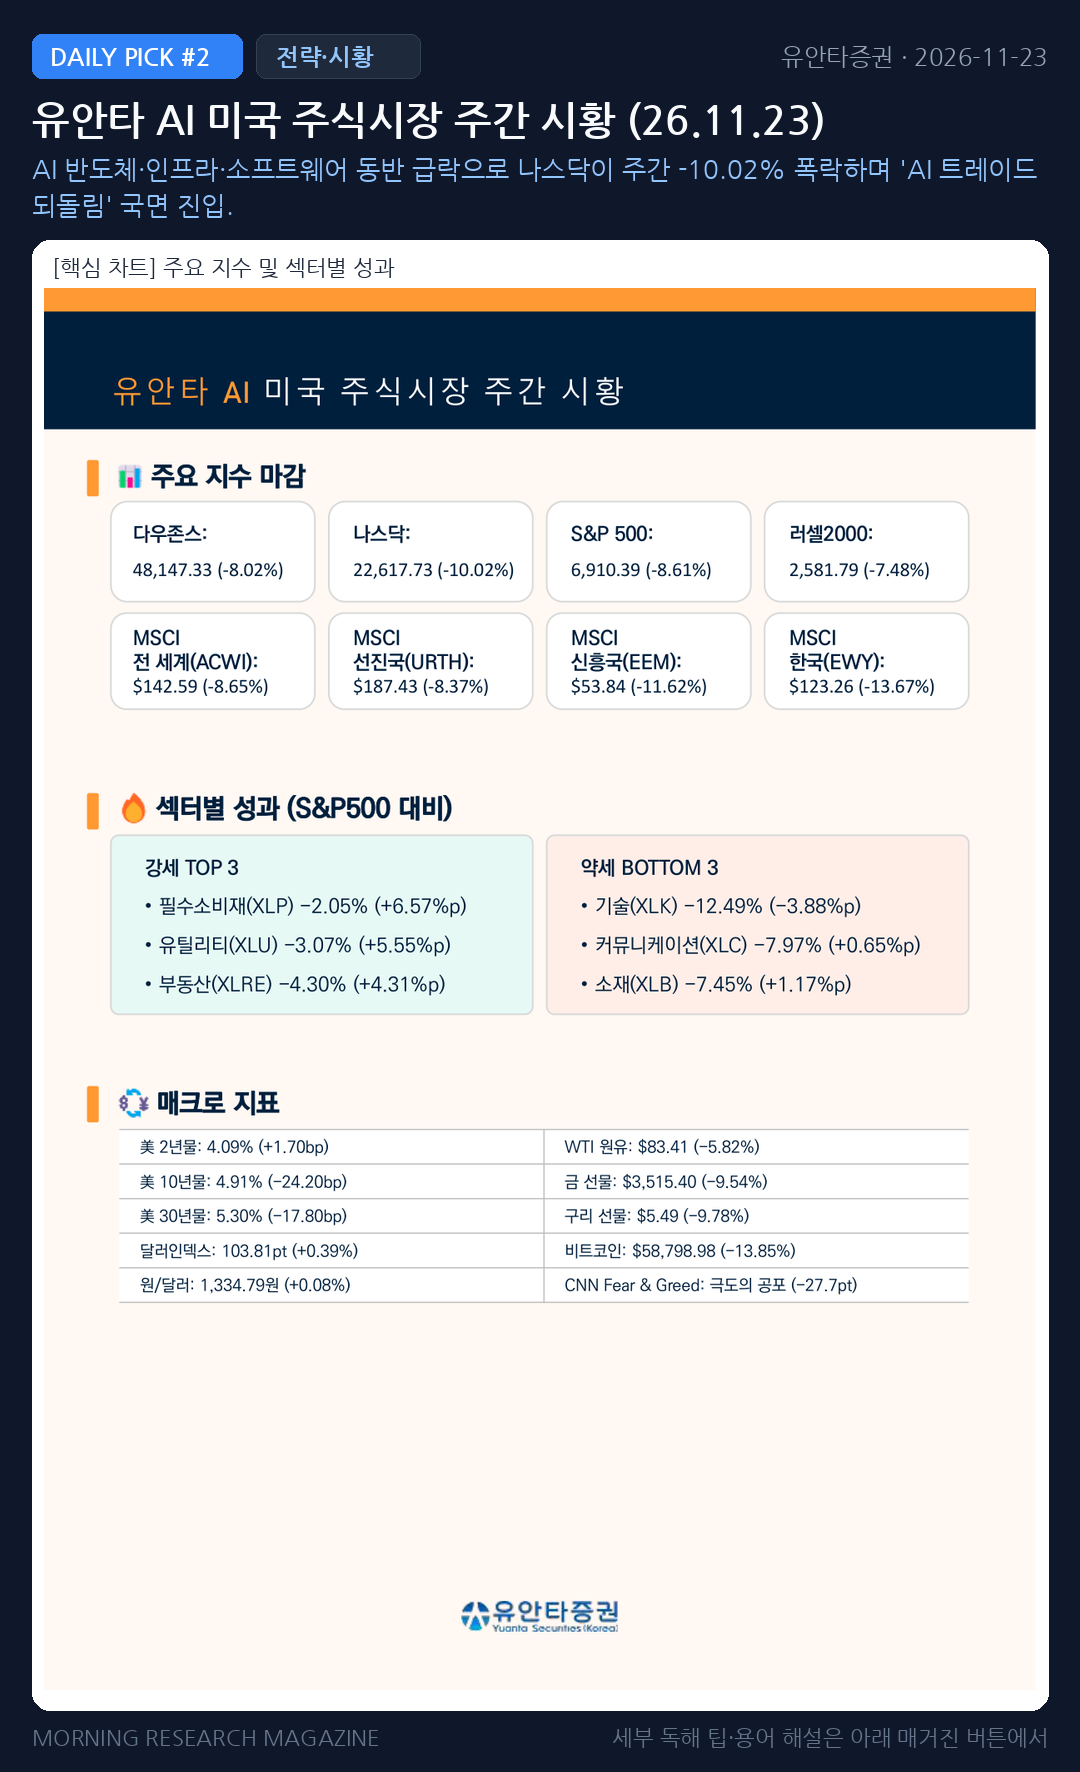 DAILY PICK #2
전략·시황
유안타증권 · 2026-11-23
유안타 AI 미국 주식시장 주간 시황 (26.11.23)
AI 반도체·인프라·소프트웨어 동반 급락으로 나스닥이 주간 -10.02% 폭락하며 'AI 트레이드
되돌림' 국면 진입.
[핵심 차트] 주요 지수 및 섹터별 성과
유안타 AI 미국 주식시장 주간 시황
주요 지수 마감
다우존스:
48,147.33 (-8.02%)
나스닥:
22,617.73 (-10.02%)
S&P 500:
6,910.39 (-8.61%)
러셀2000:
2,581.79 (-7.48%)
MSCI
전 세계(ACWI):
$142.59 (-8.65%)
MSCI
선진국(URTH):
$187.43 (-8.37%)
MSCI
신흥국(EEM):
$53.84 (-11.62%)
MSCI
한국(EWY):
$123.26 (-13.67%)
섹터별 성과 (S&P500 대비)
강세 TOP 3
• 필수소비재(XLP) -2.05% (+6.57%p)
• 유틸리티(XLU) -3.07% (+5.55%p)
• 부동산(XLRE) -4.30% (+4.31%p)
약세 BOTTOM 3
• 기술(XLK) -12.49% (-3.88%p)
• 커뮤니케이션(XLC) -7.97% (+0.65%p)
• 소재(XLB) -7.45% (+1.17%p)
매크로 지표
美 2년물: 4.09% (+1.70bp)
WTI 원유: $83.41 (-5.82%)
美 10년물: 4.91% (-24.20bp)
금 선물: $3,515.40 (-9.54%)
美 30년물: 5.30% (-17.80bp)
구리 선물: $5.49 (-9.78%)
달러인덱스: 103.81pt (+0.39%)
비트코인: $58,798.98 (-13.85%)
원/달러: 1,334.79원 (+0.08%)
CNN Fear & Greed: 극도의 공포 (-27.7pt)
유안타증권
Yuanta Securities(Korea)
MORNING RESEARCH MAGAZINE
세부 독해 팁·용어 해설은 아래 매거진 버튼에서